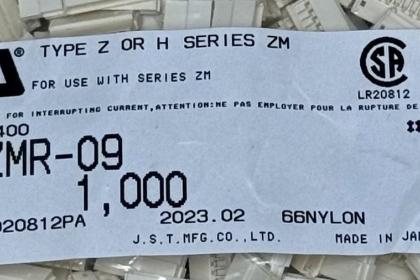 ® TYPE Z OR H SERIES ZM
FOR USE WITH SERIES ZM
SA
LR20812
FOR INTERRUPTING CURRENT,ATTENTION:NE PAS EMPLOYER POUR LA RUPTURE DE
400
ZMR-09
1,000
020812PA 2023.02 66NYLON
J.S.T.MFG.CO.,LTD. MADE IN JA